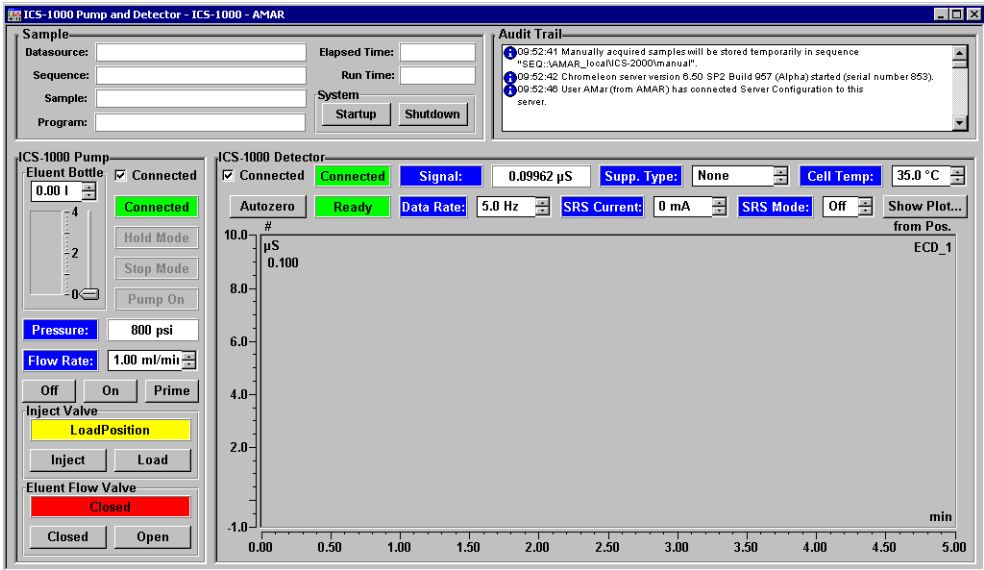 ICS-1000 Pump and Detector - ICS-1000 - AMAR
Sample
Datasource:
Elapsed Time:
Sequence:
Run Time:
Sample:
System
Program:
Startup
Shutdown
Audit Trail
09:52:41 Manually acquired samples will be stored temporarily in sequence
"SEQ::\AMAR_local\ICS-2000\manual".
09:52:42 Chromeleon server version 6.50 SP2 Build 957 (Alpha) started (serial number 853).
09:52:46 User AMar (from AMAR) has connected Server Configuration to this
server.
ICS-1000 Pump
Eluent Bottle
Connected
0.00 l
Connected
4
Hold Mode
2
Stop Mode
0
Pump On
Pressure:
800 psi
Flow Rate:
1.00 ml/min
Off
On
Prime
Inject Valve
LoadPosition
Inject
Load
Eluent Flow Valve
Closed
Closed
Open
ICS-1000 Detector
Connected
Connected
Signal:
0.09962 µS
Supp. Type:
None
Cell Temp:
35.0 °C
Autozero
Ready
Data Rate:
5.0 Hz
SRS Current:
0 mA
SRS Mode:
Off
Show Plot...
#
from Pos.
10.0
µS
ECD_1
0.100
8.0
6.0
4.0
2.0
min
-1.0
0.00
0.50
1.00
1.50
2.00
2.50
3.00
3.50
4.00
4.50
5.00